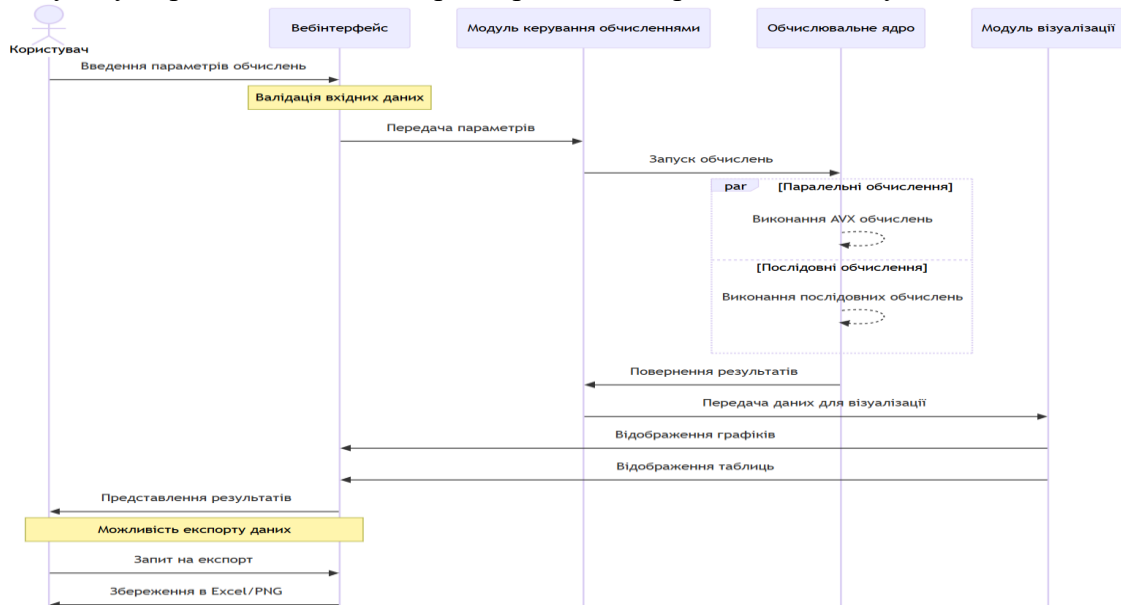 Користувач
Вебінтерфейс
Модуль керування обчисленнями
Обчислювальне ядро
Модуль візуалізації
Введення параметрів обчислень
Валідація вхідних даних
Передача параметрів
Запуск обчислень
par
[Паралельні обчислення]
Виконання AVX обчислень
[Послідовні обчислення]
Виконання послідовних обчислень
Повернення результатів
Передача даних для візуалізації
Відображення графіків
Відображення таблиць
Представлення результатів
Можливість експорту даних
Запит на експорт
Збереження в Excel/PNG